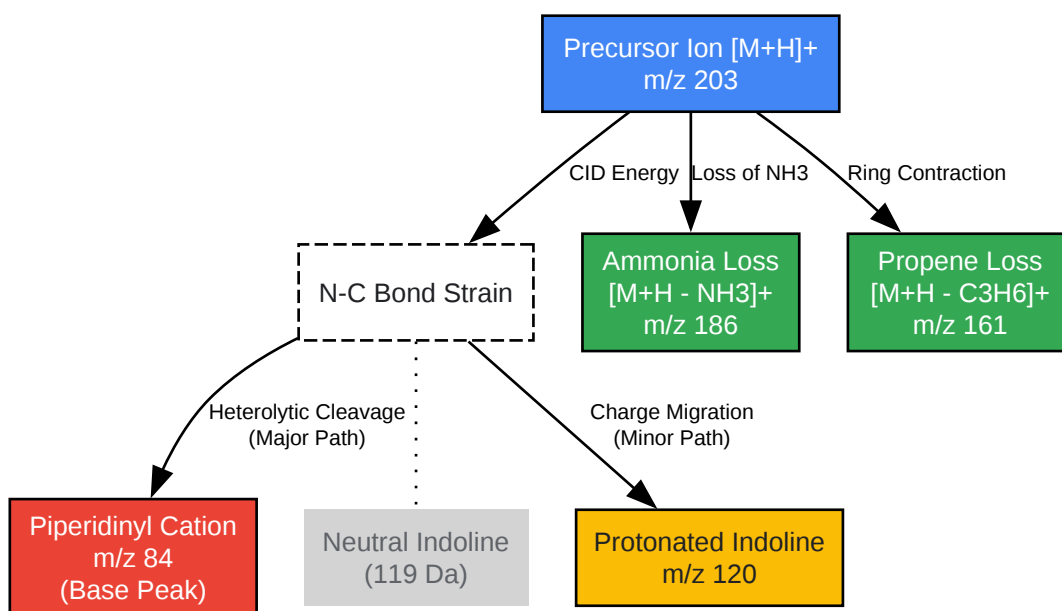 Precursor Ion [M+H]+
m/z 203
CID Energy
Loss of NH3
Ring Contraction
N-C Bond Strain
Ammonia Loss
[M+H - NH3]+
m/z 186
Propene Loss
[M+H - C3H6]+
m/z 161
Heterolytic Cleavage
(Major Path)
Charge Migration
(Minor Path)
Piperidinyl Cation
m/z 84
(Base Peak)
Neutral Indoline
(119 Da)
Protonated Indoline
m/z 120